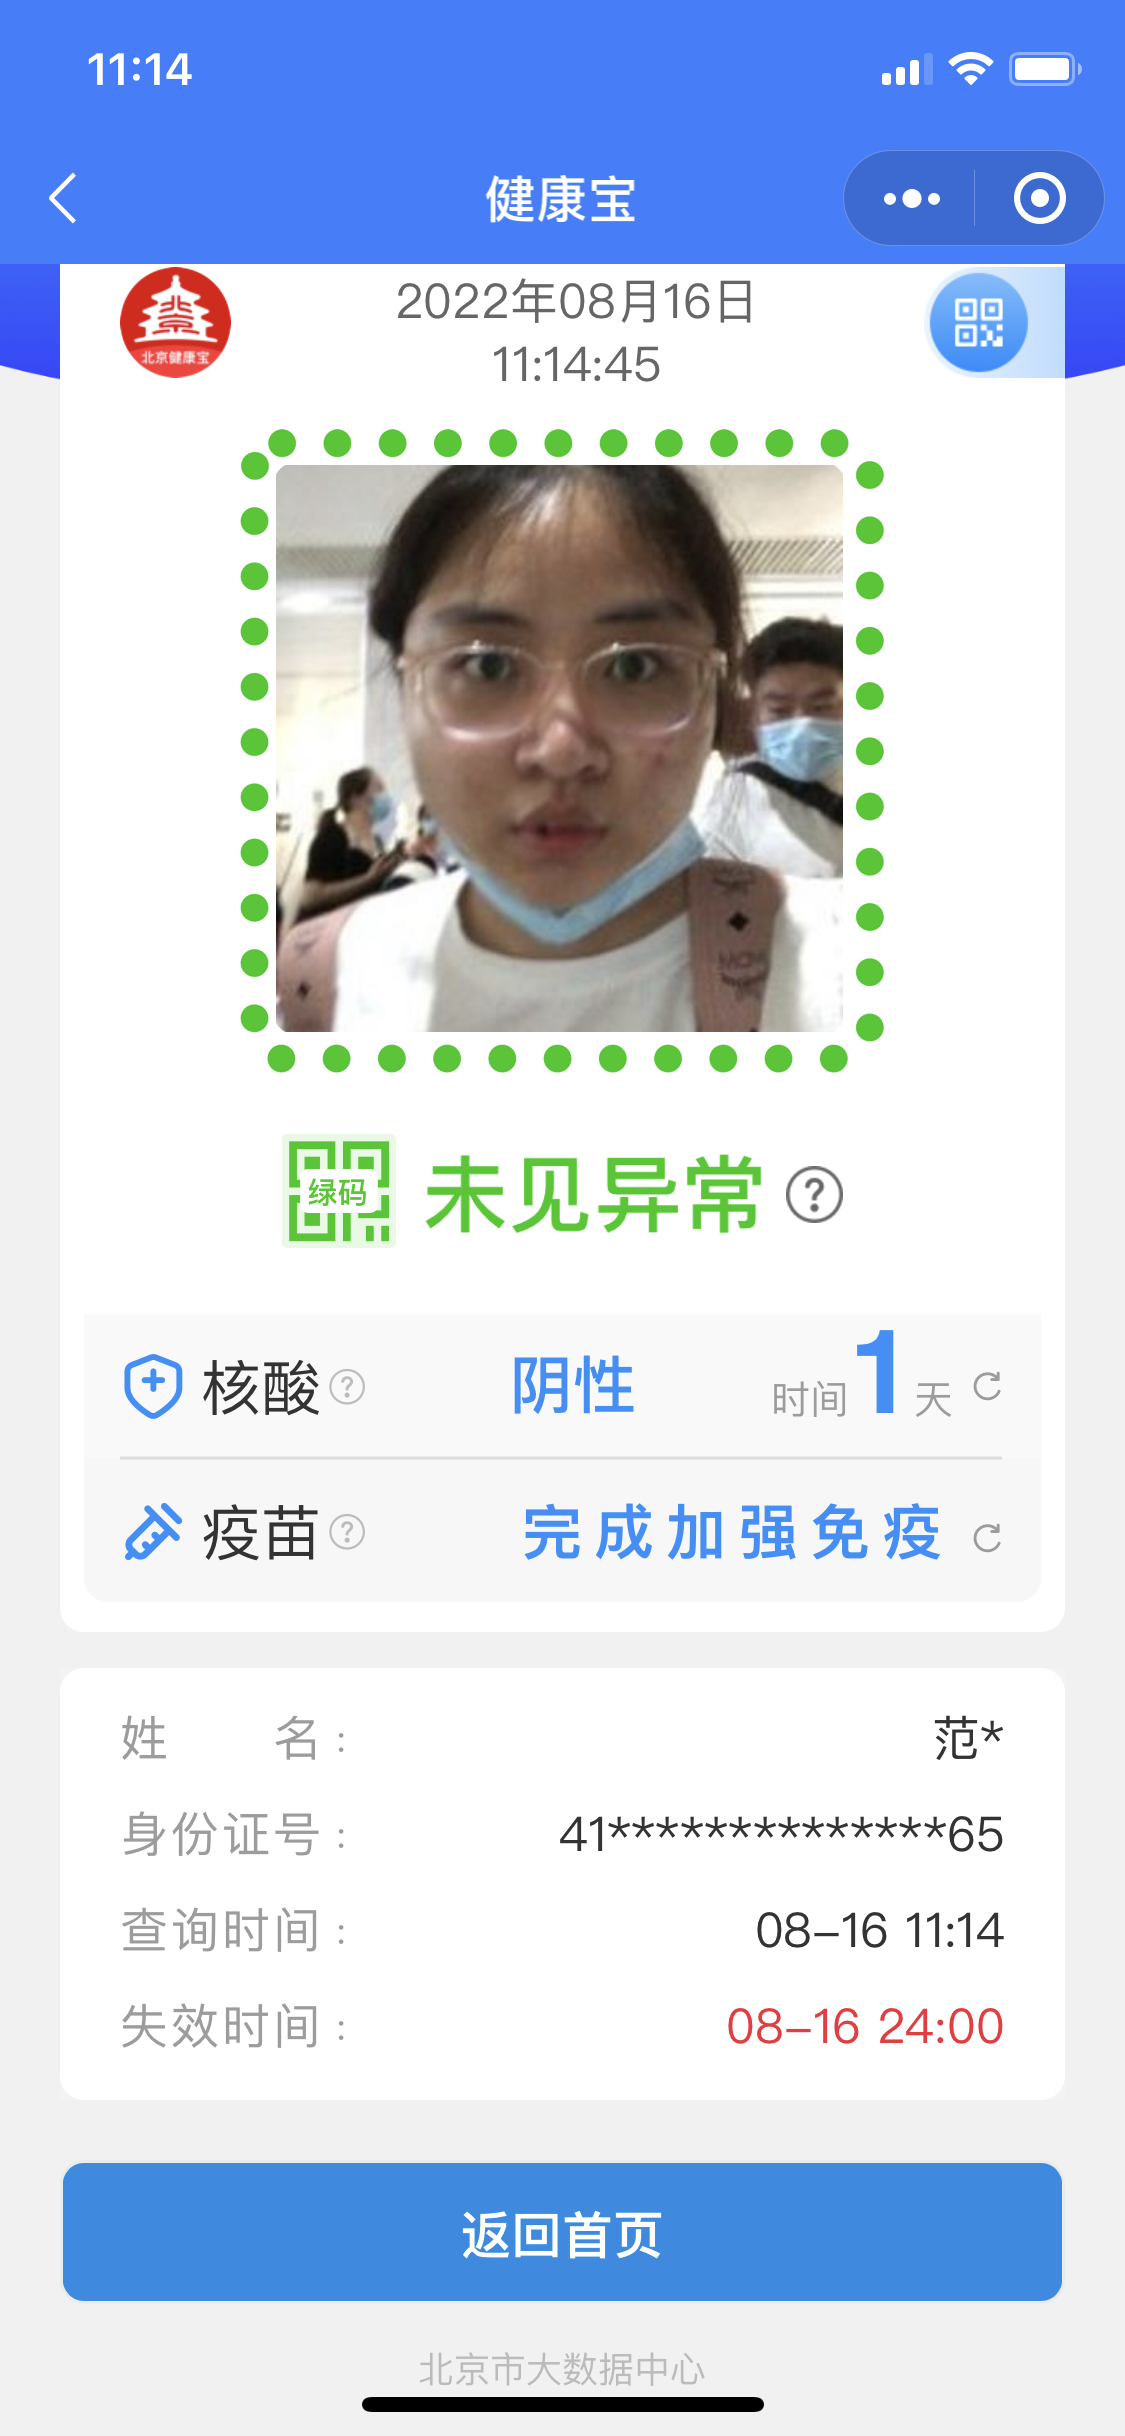 11:14
健康宝
北京健康宝
2022年08月16日
11:14:45
绿码
未见异常 ?
核酸 ? 阴性 时间 1 天
疫苗 ? 完成加强免疫
姓名: 范*
身份证号: 41**************65
查询时间: 08-16 11:14
失效时间: 08-16 24:00
返回首页
北京市大数据中心